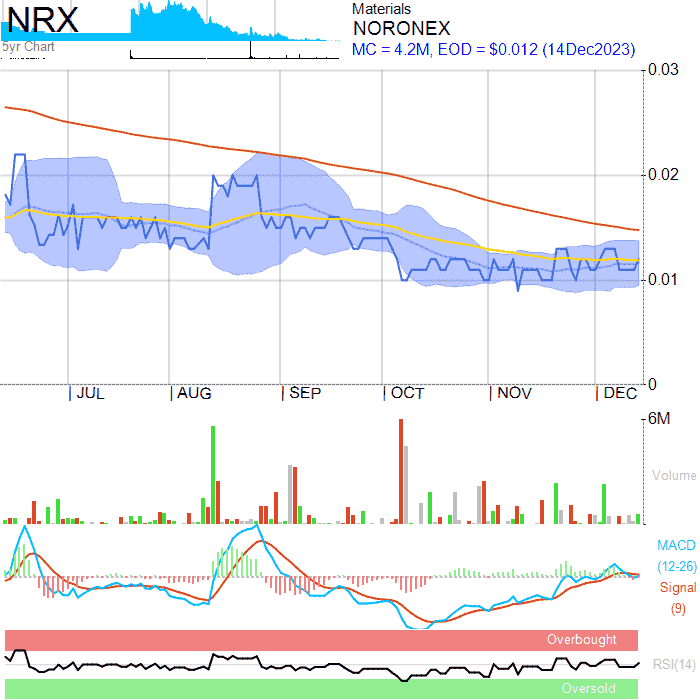 NRX
5yr Chart
Materials
NORONEX
MC = 4.2M, EOD = $0.012 (14Dec2023)
0.03
0.02
0.01
0
JUL AUG SEP OCT NOV DEC
6M
Volume
MACD
(12-26)
Signal
(9)
Overbought
RSI(14)
Oversold